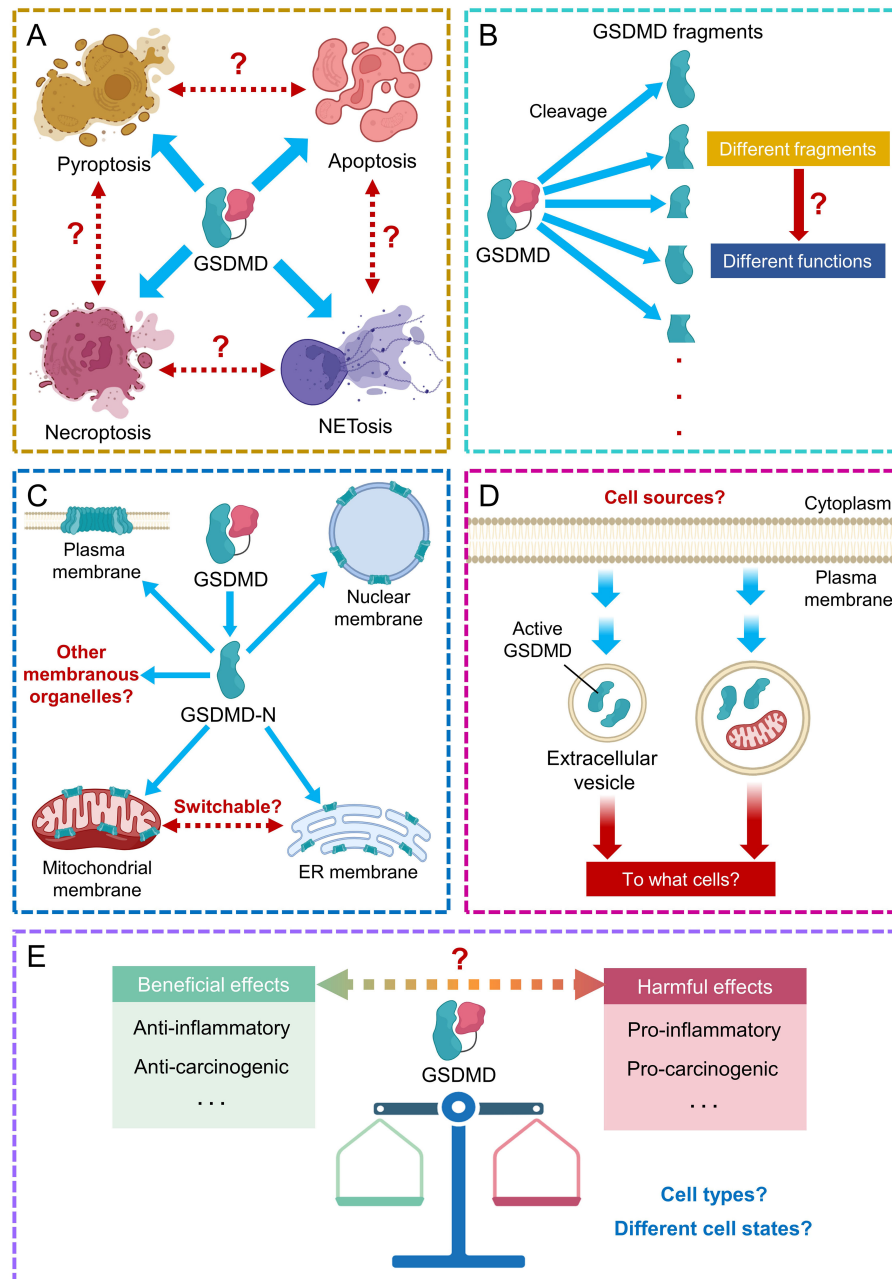 A
?
Pyroptosis
Apoptosis
?
?
GSDMD
?
Necroptosis
NETosis
B
GSDMD fragments
Cleavage
Different fragments
?
GSDMD
Different functions
. . .
C
Plasma
membrane
GSDMD
Nuclear
membrane
Other
membranous
organelles?
GSDMD-N
Switchable?
Mitochondrial
membrane
ER membrane
D
Cell sources?
Cytoplasm
Plasma
membrane
Active
GSDMD
Extracellular
vesicle
To what cells?
E
?
Beneficial effects
Anti-inflammatory
Anti-carcinogenic
. . .
GSDMD
Harmful effects
Pro-inflammatory
Pro-carcinogenic
. . .
Cell types?
Different cell states?